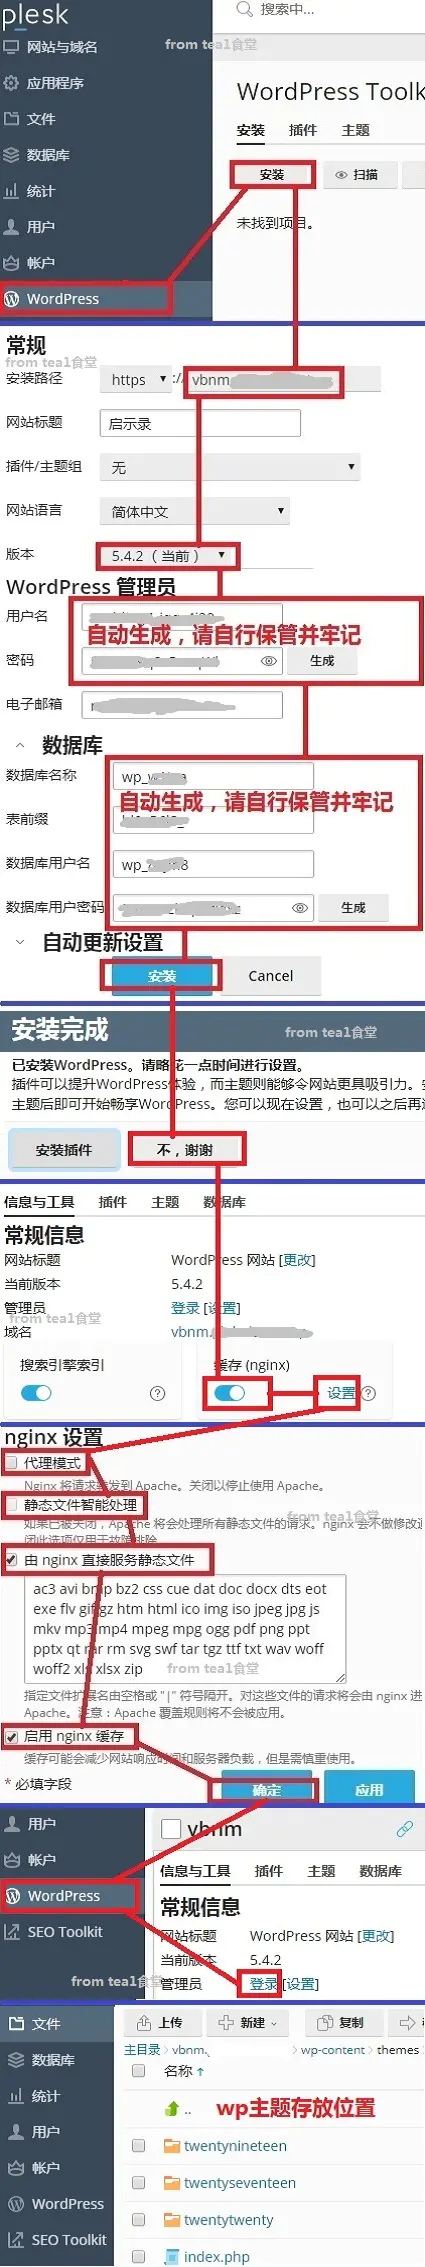 plesk
搜索中...
网站与域名
from tea1食堂
应用程序
WordPress Toolk
文件
安装 插件 主题
数据库
安装 扫描
统计
用户
未找到项目。
帐户
WordPress
常规
from tea1食堂
安装路径 https :// vbnm
网站标题 启示录
插件/主题组 无
网站语言 简体中文
版本 5.4.2（当前）
WordPress 管理员
用户名
自动生成，请自行保管并牢记
密码 生成
电子邮箱
数据库
数据库名称 wp_
自动生成，请自行保管并牢记
表前缀
数据库用户名 wp_
数据库用户密码 生成
自动更新设置
安装 Cancel
安装完成
from tea1食堂
已安装WordPress。请略花一点时间进行设置。
插件可以提升WordPress体验，而主题则能够令网站更具吸引力。
主题后即可开始畅享WordPress。您可以现在设置，也可以之后再
安装插件 不，谢谢
信息与工具 插件 主题 数据库
常规信息
网站标题 WordPress 网站 [更改]
当前版本 5.4.2
管理员 登录 [设置]
from tea1食堂
域名 vbnm.
搜索引擎索引 缓存 (nginx)
设置
nginx 设置
代理模式
Nginx 将请求转发到 Apache。关闭以停止使用 Apache。
静态文件智能处理
from tea1食堂
如果已被关闭，Apache 将会处理所有静态文件的请求。nginx 会不做修改
闭此选项仅用于故障排除
由 nginx 直接服务静态文件
ac3 avi bmp bz2 css cue dat doc docx dts eot
exe flv gif gz htm html ico img iso jpeg jpg js
mkv mp3 mp4 mpeg mpg ogg pdf png ppt
pptx qt rar rm svg swf tar tgz ttf txt wav woff
woff2 xls xlsx zip
from tea1食堂
指定文件扩展名由空格或 "|" 符号隔开。对这些文件的请求将会由 nginx 进
Apache。注意：Apache 覆盖规则将不会被应用。
启用 nginx 缓存
缓存可能会减少网站响应时间和服务器负载，但是需慎重使用。
* 必填字段
确定 应用
用户
vbnm
帐户
信息与工具 插件 主题 数据库
WordPress
常规信息
SEO Toolkit
网站标题 WordPress 网站 [更改]
当前版本 5.4.2
from tea1食堂
管理员 登录 [设置]
文件
上传 新建 复制
主目录 › vbnm. › wp-content › themes
数据库
名称 ↑
统计
.. wp主题存放位置
用户
twentynineteen
帐户
twentyseventeen
WordPress
twentytwenty
SEO Toolkit
index.php